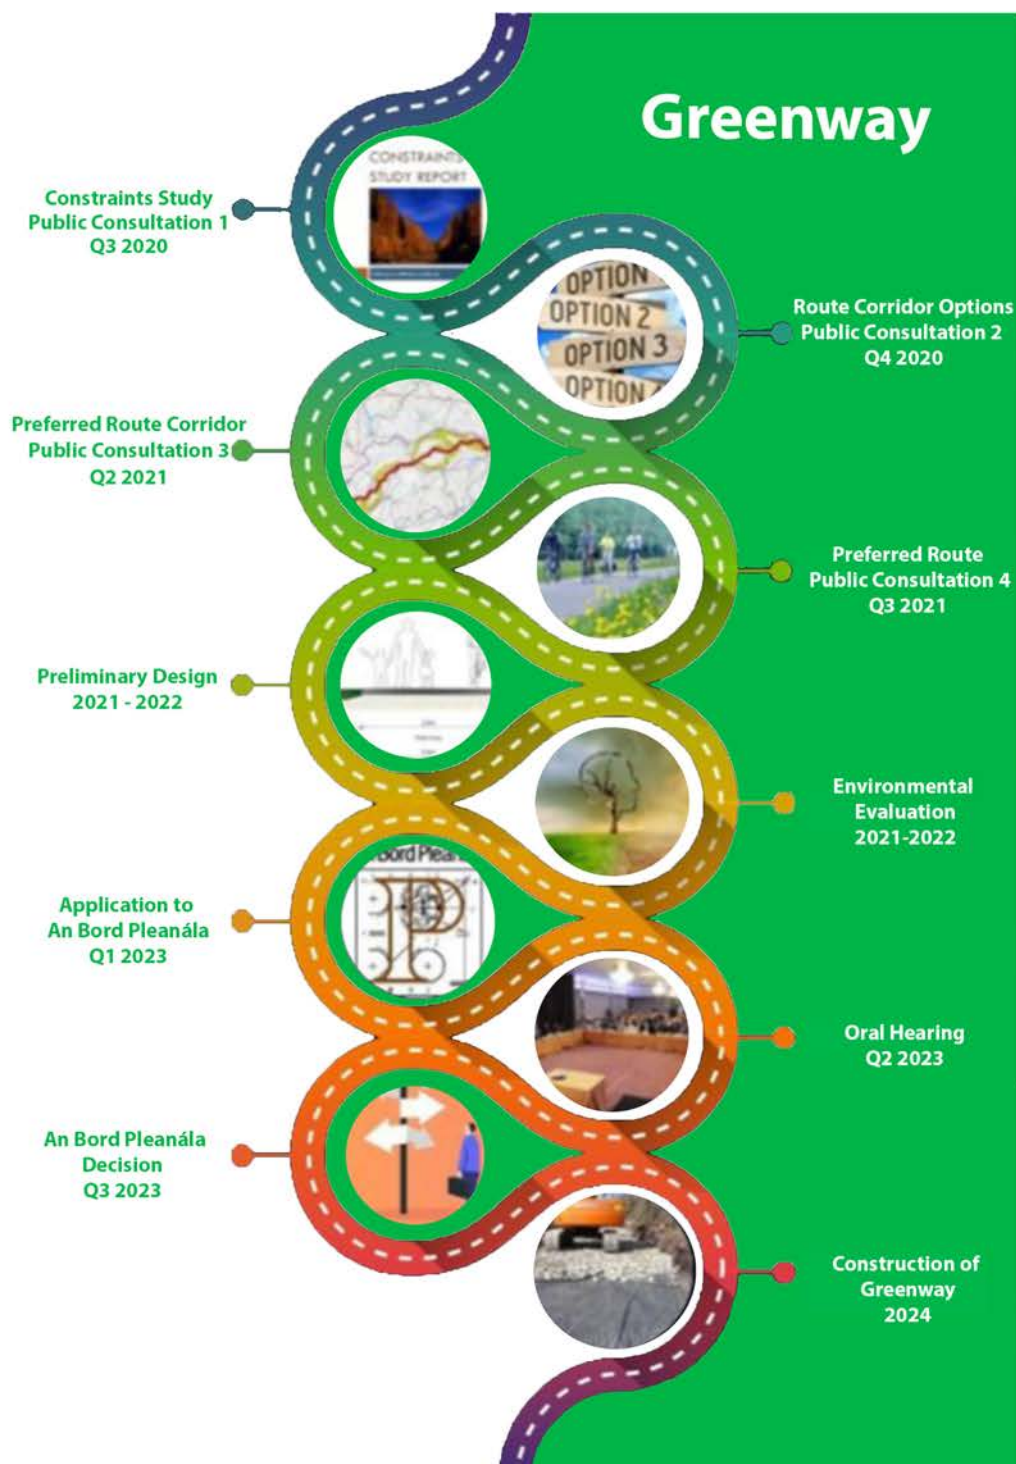 Greenway
CONSTRAINTS
STUDY REPORT
Constraints Study
Public Consultation 1
Q3 2020
OPTION
OPTION 2
OPTION 3
OPTION
Route Corridor Options
Public Consultation 2
Q4 2020
Preferred Route Corridor
Public Consultation 3
Q2 2021
Preferred Route
Public Consultation 4
Q3 2021
Preliminary Design
2021 - 2022
Environmental
Evaluation
2021-2022
Application to
An Bord Pleanála
Q1 2023
Bord Plean
P
Oral Hearing
Q2 2023
An Bord Pleanála
Decision
Q3 2023
Construction of
Greenway
2024